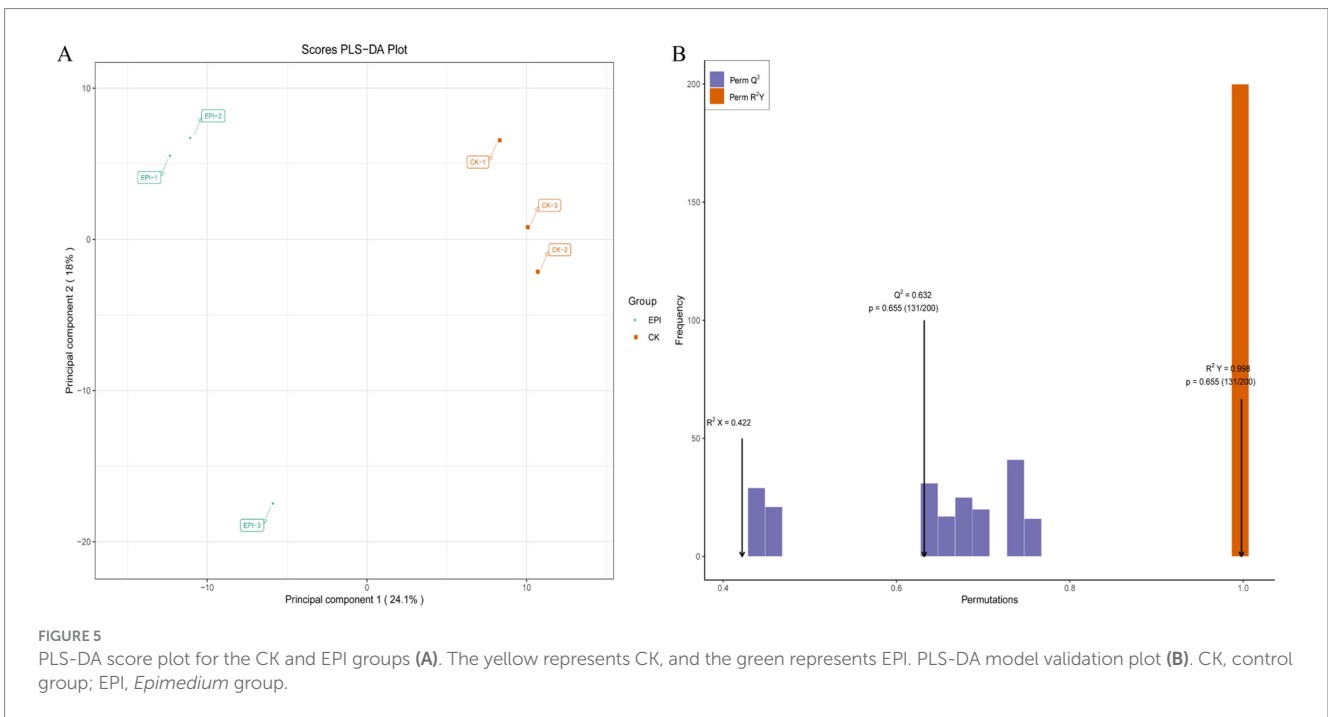 A
Scores PLS−DA Plot
10
0
−10
−20
−10
0
10
Principal component 2 ( 18% )
Principal component 1 ( 24.1% )
EPI-2
EPI-1
EPI-3
CK-1
CK-3
CK-2
Group
EPI
CK
B
Perm Q²
Perm R²Y
200
150
100
50
0
Frequency
Q² = 0.632
p = 0.655 (131/200)
R² Y = 0.998
p = 0.655 (131/200)
R² X = 0.422
0.4
0.6
0.8
1.0
Permutations
FIGURE 5
PLS-DA score plot for the CK and EPI groups (A). The yellow represents CK, and the green represents EPI. PLS-DA model validation plot (B). CK, control
group; EPI, Epimedium group.